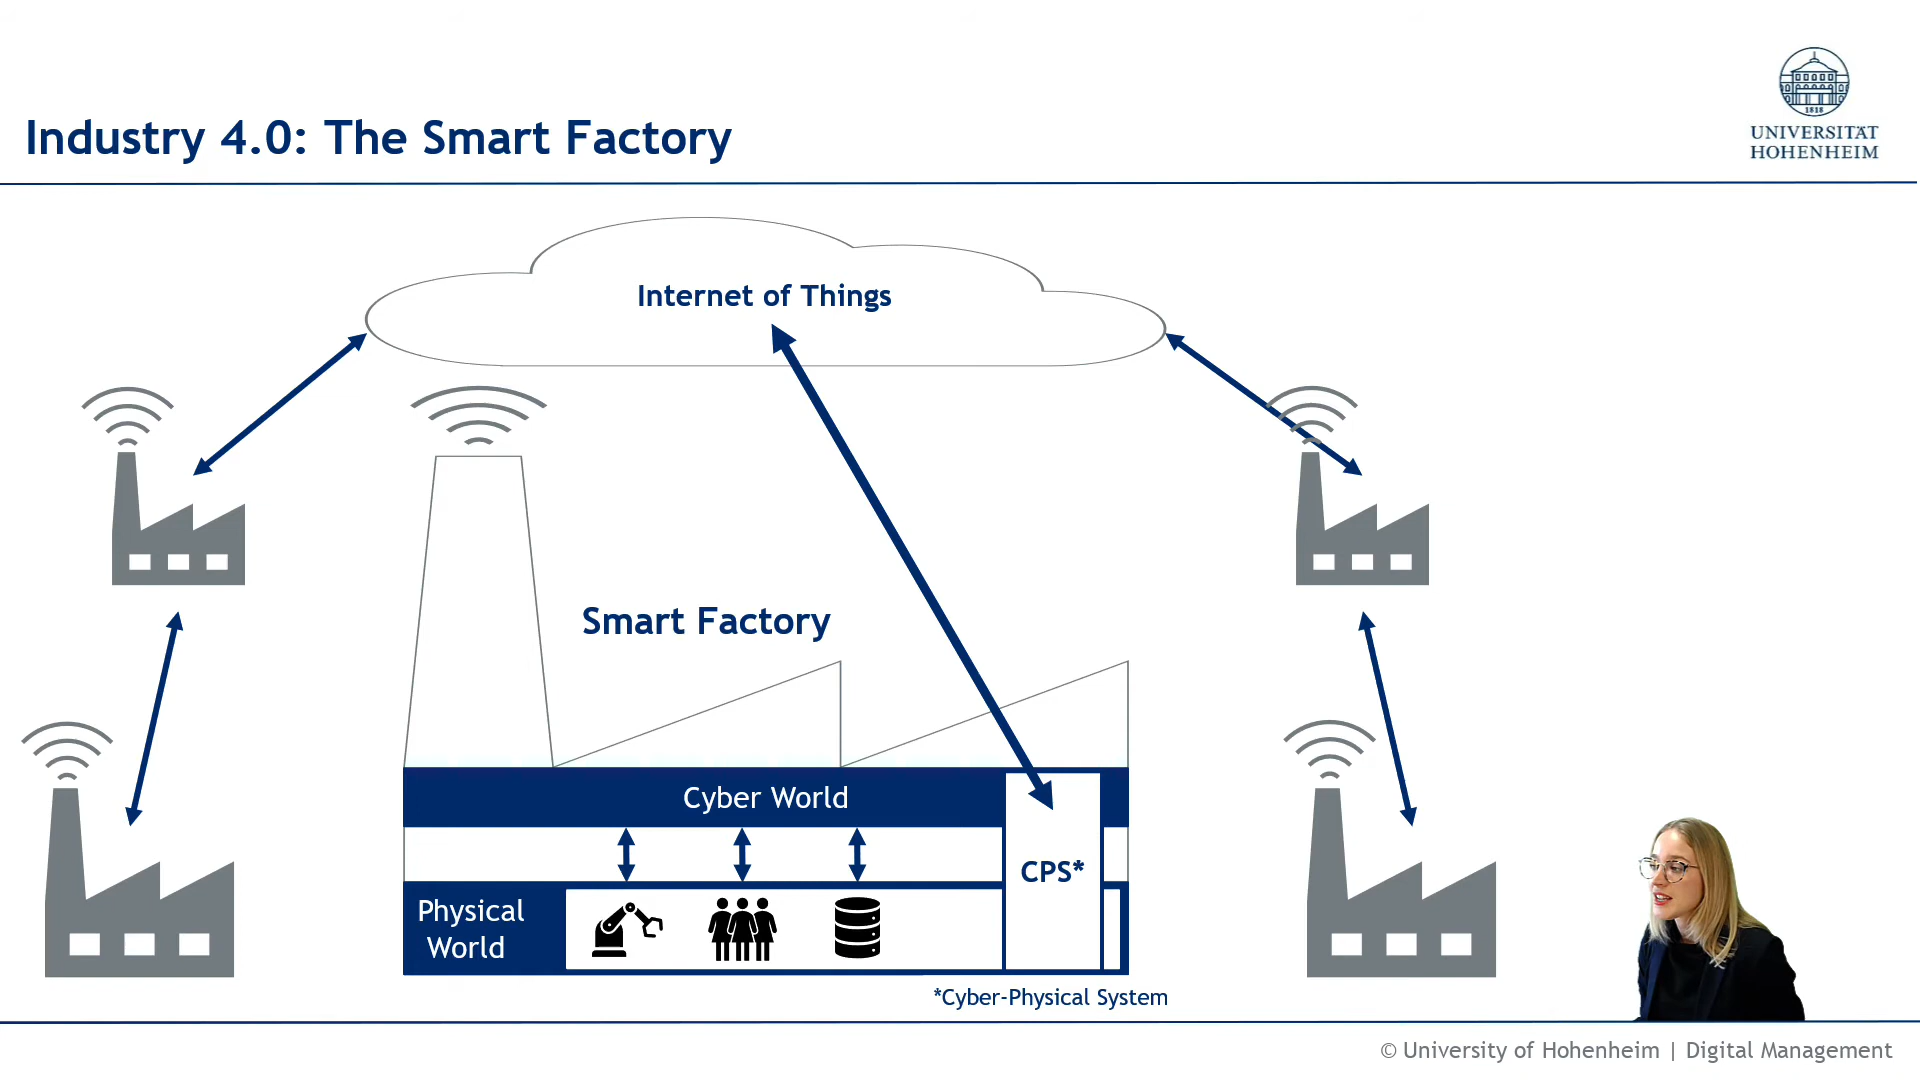 Industry 4.0: The Smart Factory
1818
UNIVERSITÄT
HOHENHEIM
Internet of Things
Smart Factory
Cyber World
CPS*
Physical
World
*Cyber-Physical System
© University of Hohenheim | Digital Management